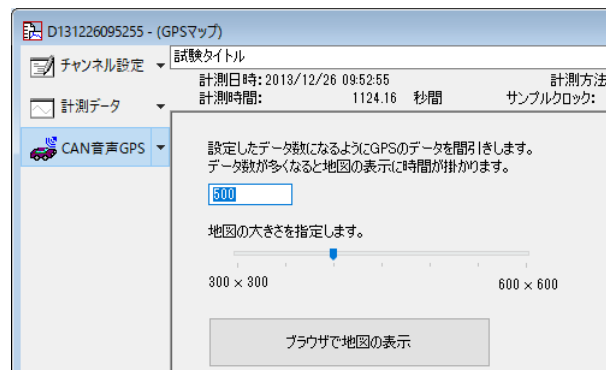 D131226095255 - (GPSマップ)
チャンネル設定
試験タイトル
計測日時: 2013/12/26 09:52:55 計測方法
計測時間: 1124.16 秒間 サンプルクロック:
計測データ
CAN音声GPS
設定したデータ数になるようにGPSのデータを間引きします。
データ数が多くなると地図の表示に時間が掛かります。
500
地図の大きさを指定します。
300 × 300 600 × 600
ブラウザで地図の表示